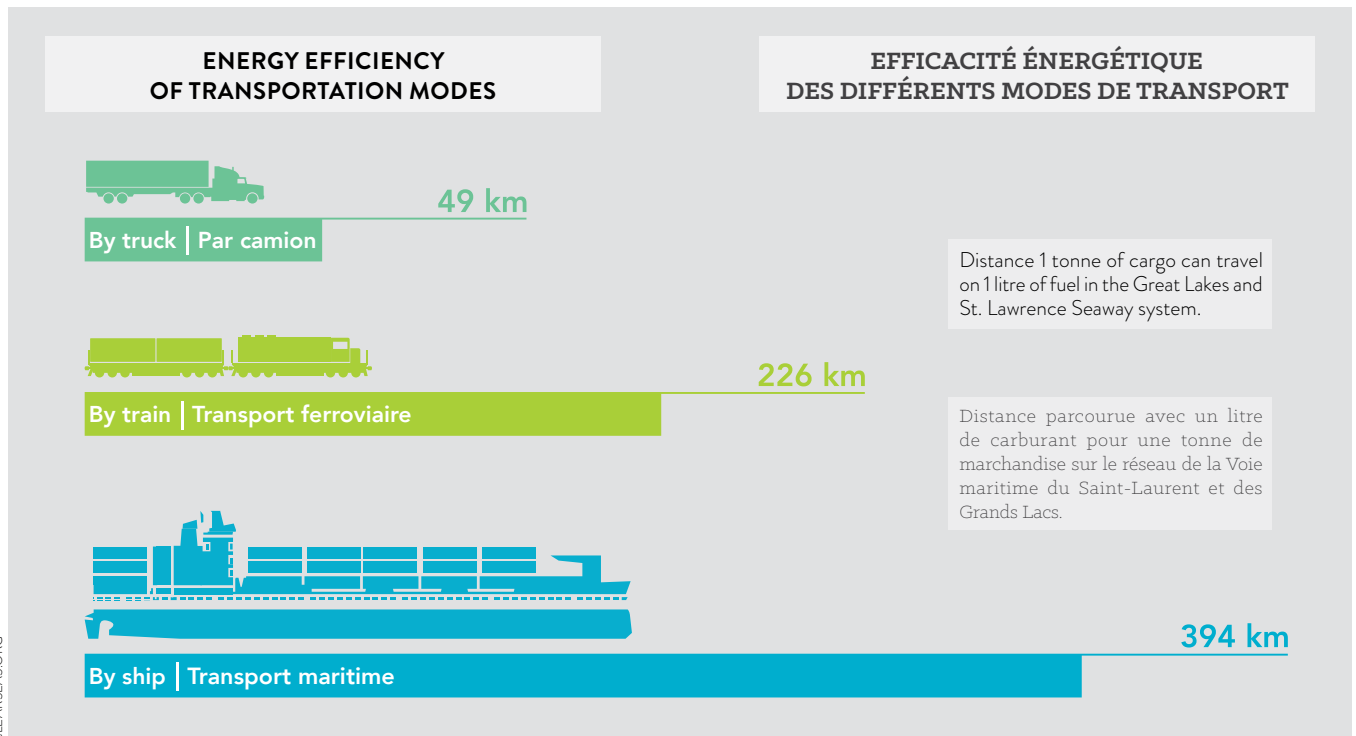 ENERGY EFFICIENCY
OF TRANSPORTATION MODES
EFFICACITÉ ÉNERGÉTIQUE
DES DIFFÉRENTS MODES DE TRANSPORT
49 km
By truck | Par camion
Distance 1 tonne of cargo can travel
on 1 litre of fuel in the Great Lakes and
St. Lawrence Seaway system.
226 km
By train | Transport ferroviaire
Distance parcourue avec un litre
de carburant pour une tonne de
marchandise sur le réseau de la Voie
maritime du Saint-Laurent et des
Grands Lacs.
394 km
By ship | Transport maritime